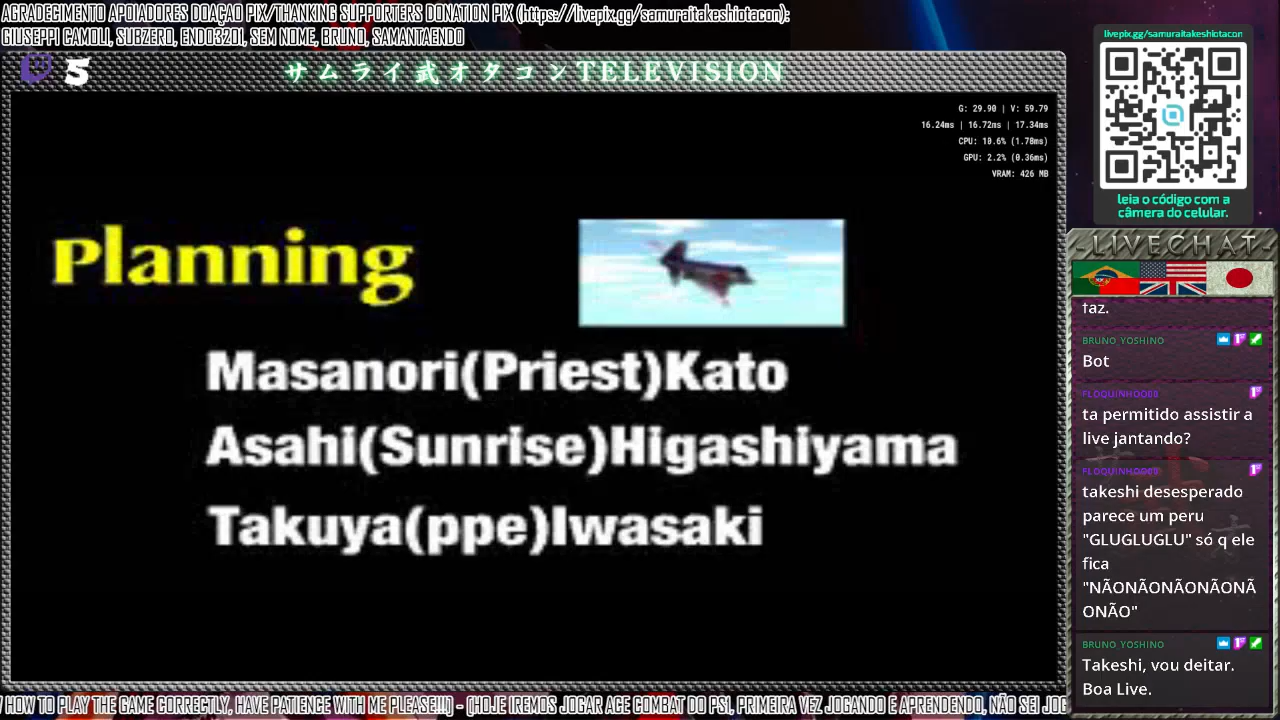 AGRADECIMENTO APOIADORES DOAÇÃO PIX/THANKING SUPPORTERS DONATION PIX (https://livepix.gg/samuraitakeshiotacon):
GIUSEPPI CAMOLI, SUBZERO, ENDO3201, SEM NOME, BRUNO, SAMANTAENDO
5
サムライ武オタコンTELEVISION
G: 29.90 | V: 59.79
16.24ms | 16.72ms | 17.34ms
CPU: 10.6% (1.78ms)
GPU: 2.2% (0.36ms)
VRAM: 426 MB
Planning
Masanori(Priest)Kato
Asahi(Sunrise)Higashiyama
Takuya(ppe)Iwasaki
livepix.gg/samuraitakeshiotacon
leia o código com a
câmera do celular.
-LIVECHAT-
faz.
BRUNO_YOSHINO
Bot
FLOQUINHOO00
ta permitido assistir a
live jantando?
FLOQUINHOO00
takeshi desesperado
parece um peru
"GLUGLUGLU" só q ele
fica
"NÃONÃONÃONÃONÃ
ONÃO"
BRUNO_YOSHINO
Takeshi, vou deitar.
Boa Live.
HOW TO PLAY THE GAME CORRECTLY, HAVE PATIENCE WITH ME PLEASE!!!) - (HOJE IREMOS JOGAR ACE COMBAT DO PS1, PRIMEIRA VEZ JOGANDO E APRENDENDO, NÃO SEI JOG